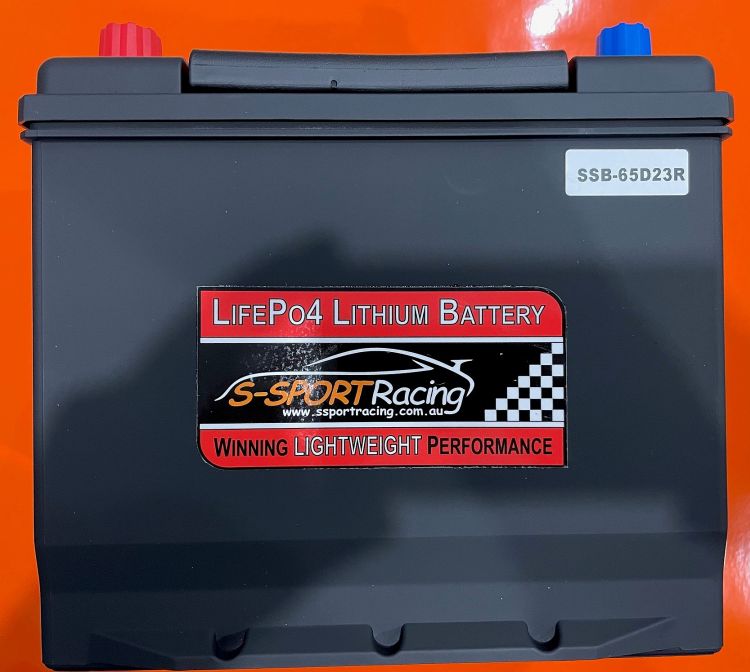 SSB-65D23R
LIFEPO4 LITHIUM BATTERY
S-SPORTRacing
www.ssportracing.com.au
WINNING LIGHTWEIGHT PERFORMANCE